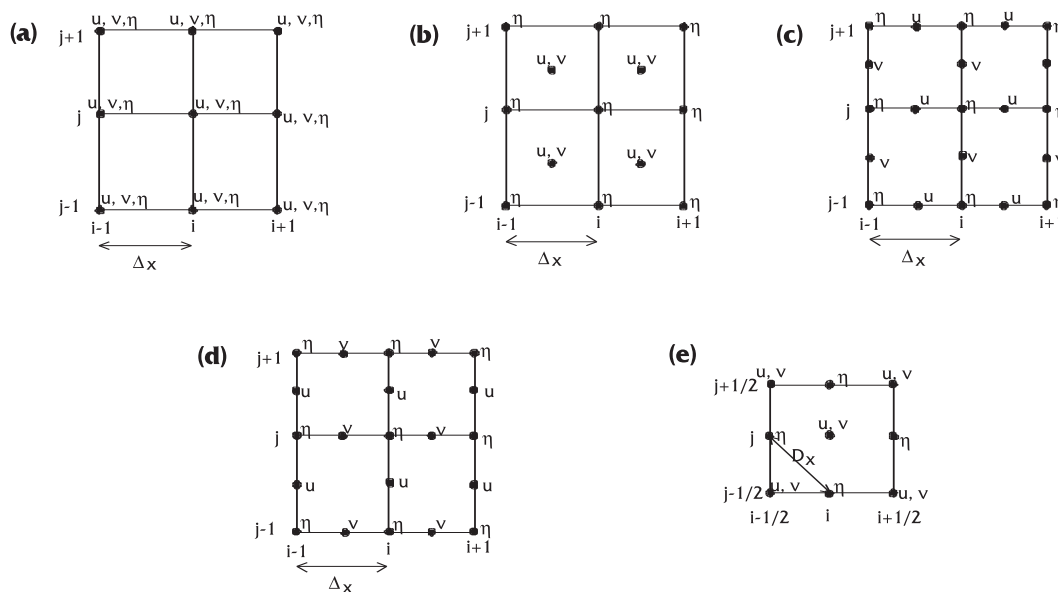 (a)
u, v,η u, v,η u, v,η
j+1
u, v,η u, v,η u, v,η
j
u, v,η u, v,η u, v,η
j-1
i-1 i i+1
Δx
(b)
j+1 η η η
u, v u, v
j η η η
u, v u, v
j-1 η η η
i-1 i i+1
Δx
(c)
j+1 η u η u η
v v
j η u η u η
v v v
j-1 η u η u η
i-1 i i+
Δx
(d)
j+1 η v η v η
u u u
j η v η v η
u u u
j-1 η v η v η
i-1 i i+1
Δx
(e)
u, v u, v
j+1/2 η
u, v
j η η
Dx
j-1/2 u, v η u, v
i-1/2 i i+1/2